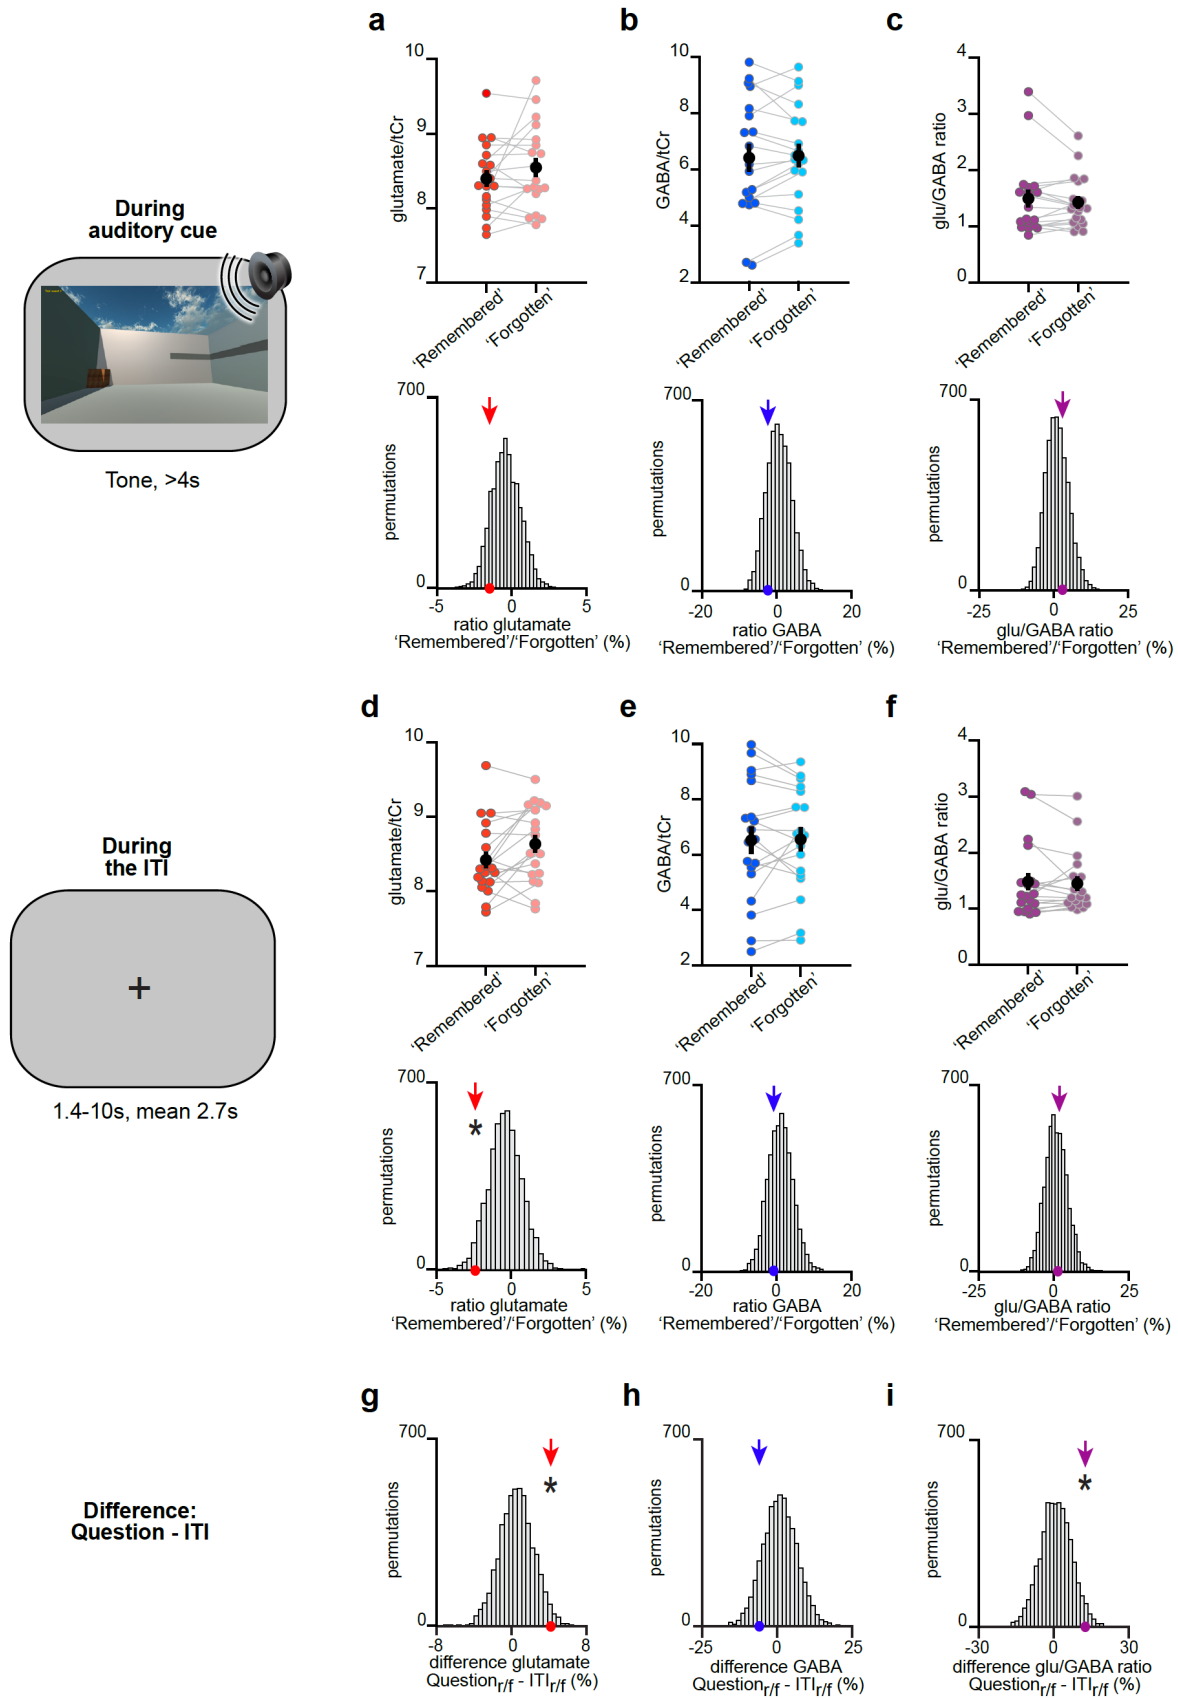 a
b
c
During
auditory cue
Tone, >4s
10
9
8
7
glutamate/tCr
'Remembered'
'Forgotten'
10
8
6
4
2
GABA/tCr
'Remembered'
'Forgotten'
4
3
2
1
0
glu/GABA ratio
'Remembered'
'Forgotten'
700
0
permutations
-5
0
5
ratio glutamate
'Remembered'/'Forgotten' (%)
700
0
permutations
-20
0
20
ratio GABA
'Remembered'/'Forgotten' (%)
700
0
permutations
-25
0
25
glu/GABA ratio
'Remembered'/'Forgotten' (%)
d
e
f
During
the ITI
+
1.4-10s, mean 2.7s
10
9
8
7
glutamate/tCr
'Remembered'
'Forgotten'
10
8
6
4
2
GABA/tCr
'Remembered'
'Forgotten'
4
3
2
1
0
glu/GABA ratio
'Remembered'
'Forgotten'
700
*
0
permutations
-5
0
5
ratio glutamate
'Remembered'/'Forgotten' (%)
700
0
permutations
-20
0
20
ratio GABA
'Remembered'/'Forgotten' (%)
700
0
permutations
-25
0
25
glu/GABA ratio
'Remembered'/'Forgotten' (%)
g
h
i
Difference:
Question - ITI
700
*
0
permutations
-8
0
8
difference glutamate
Question r/f - ITI r/f (%)
700
0
permutations
-25
0
25
difference GABA
Question r/f - ITI r/f (%)
700
*
0
permutations
-30
0
30
difference glu/GABA ratio
Question r/f - ITI r/f (%)